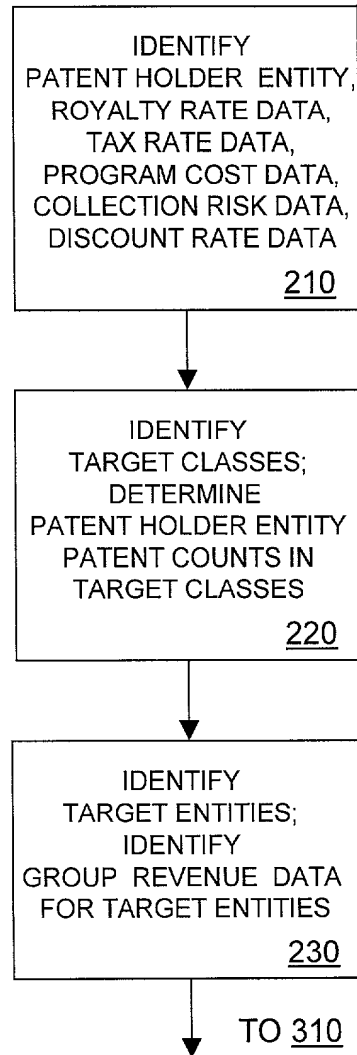 IDENTIFY
PATENT HOLDER ENTITY,
ROYALTY RATE DATA,
TAX RATE DATA,
PROGRAM COST DATA,
COLLECTION RISK DATA,
DISCOUNT RATE DATA
210
IDENTIFY
TARGET CLASSES;
DETERMINE
PATENT HOLDER ENTITY
PATENT COUNTS IN
TARGET CLASSES
220
IDENTIFY
TARGET ENTITIES;
IDENTIFY
GROUP REVENUE DATA
FOR TARGET ENTITIES
230
TO 310